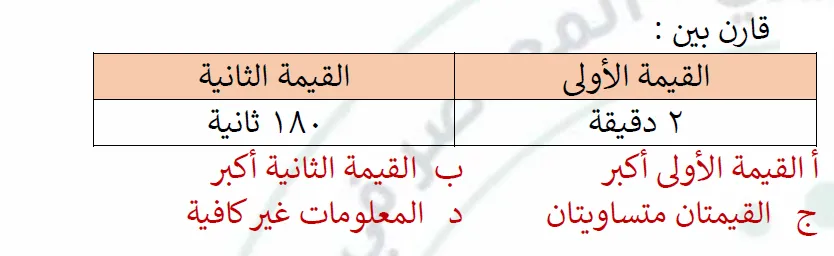 قارن بين :
القيمة الأولى القيمة الثانية
٢ دقيقة ١٨٠ ثانية
أ القيمة الأولى أكبر ب القيمة الثانية أكبر
ج القيمتان متساويتان د المعلومات غير كافية